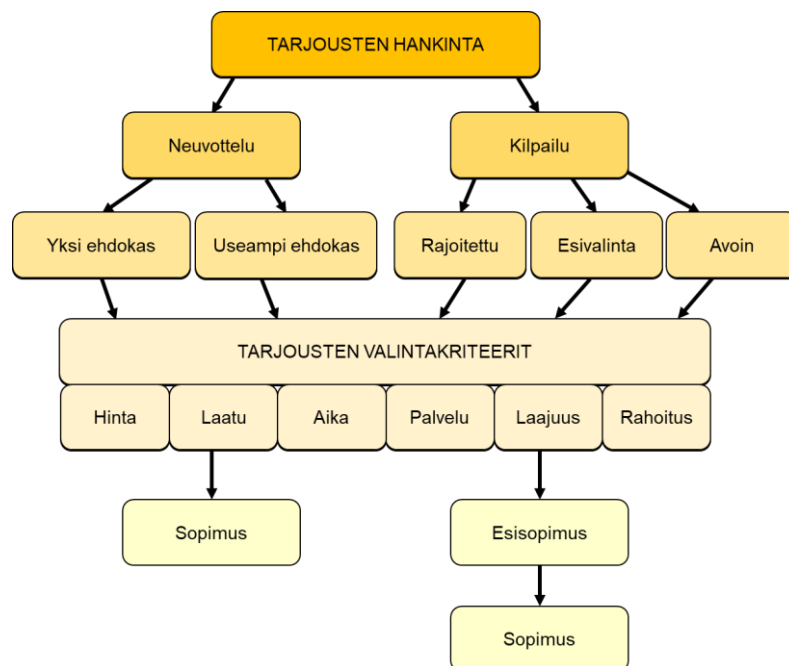 TARJOUSTEN HANKINTA
Neuvottelu
Kilpailu
Yksi ehdokas
Useampi ehdokas
Rajoitettu
Esivalinta
Avoin
TARJOUSTEN VALINTAKRITEERIT
Hinta
Laatu
Aika
Palvelu
Laajuus
Rahoitus
Sopimus
Esisopimus
Sopimus